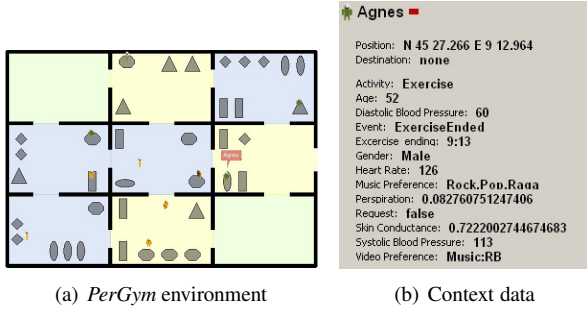 Agnes
Agnes
Position: N 45 27.266 E 9 12.964
Destination: none
Activity: Exercise
Age: 52
Diastolic Blood Pressure: 60
Event: ExerciseEnded
Excercise ending: 9:13
Gender: Male
Heart Rate: 126
Music Preference: Rock,Pop,Raga
Perspiration: 0.082760751247406
Request: false
Skin Conductance: 0.7222002744674683
Systolic Blood Pressure: 113
Video Preference: Music:RB
(a) PerGym environment
(b) Context data